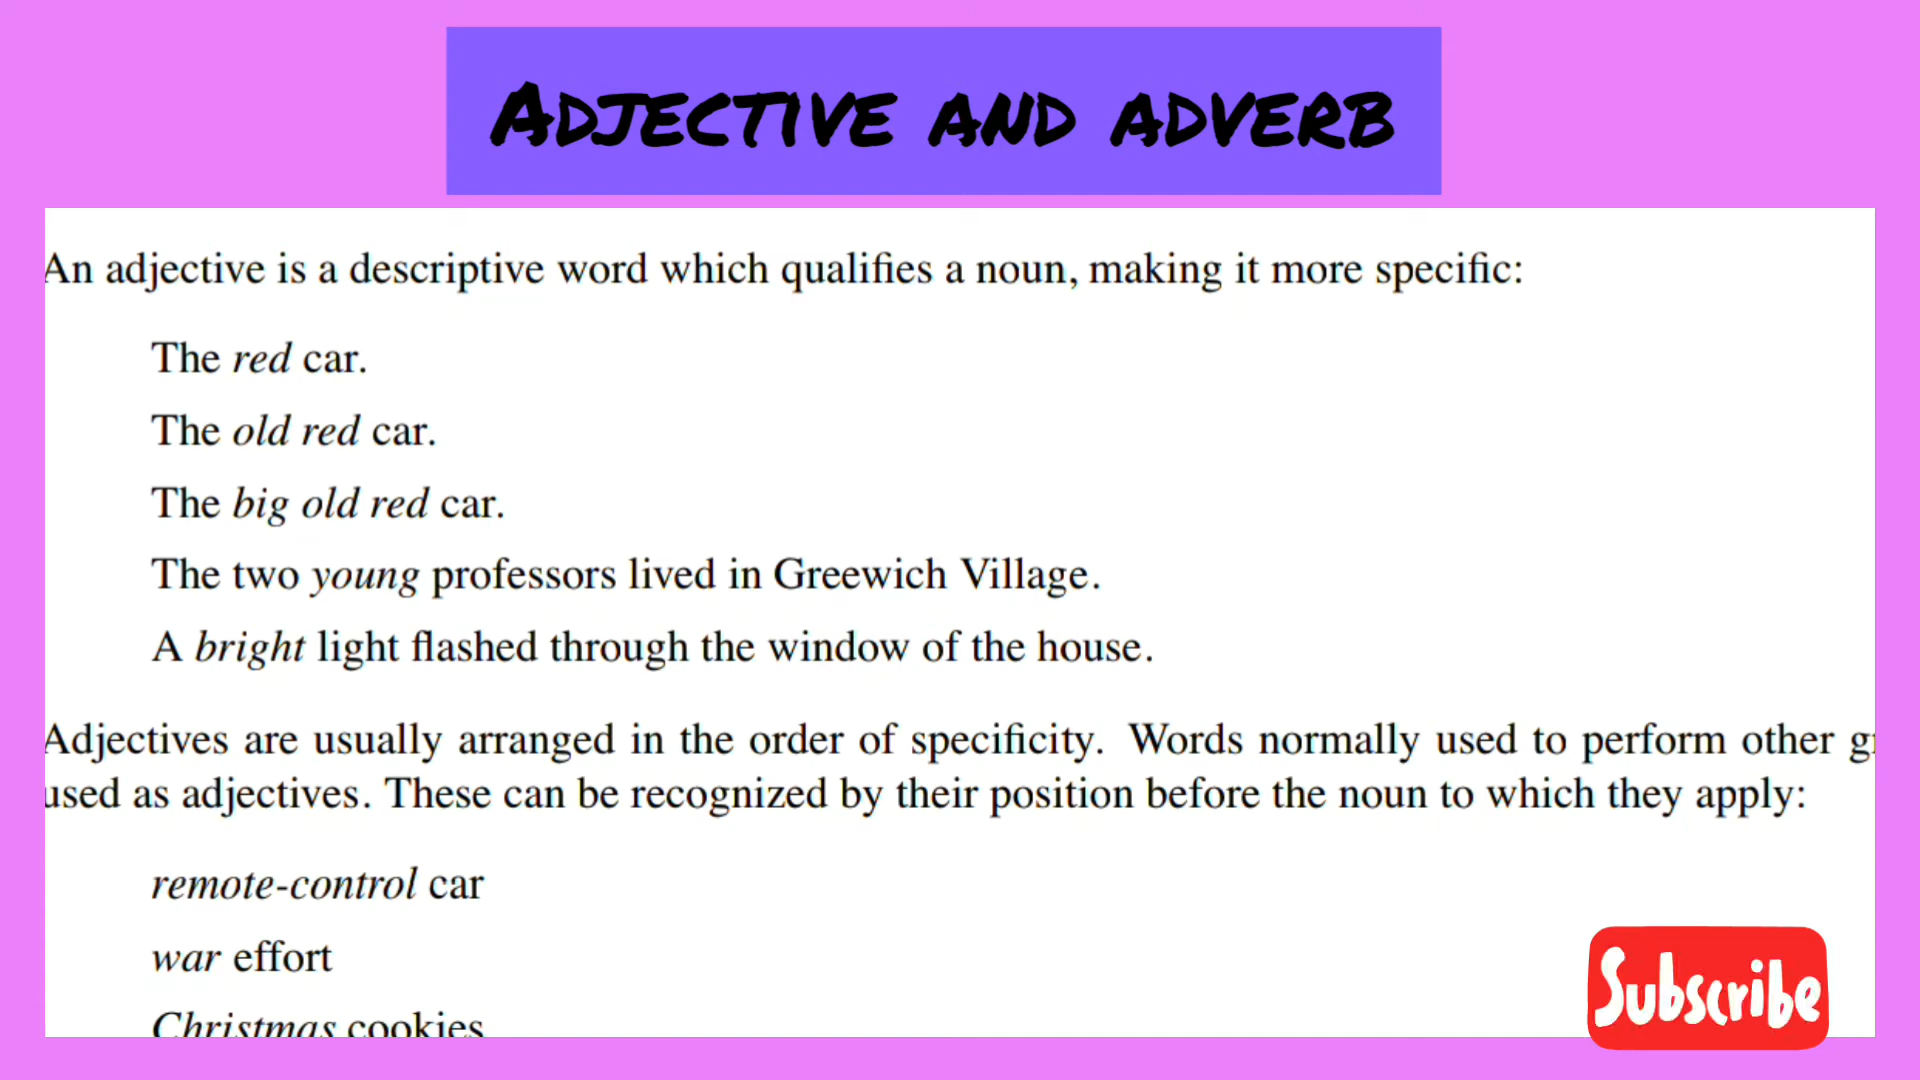 ADJECTIVE AND ADVERB
An adjective is a descriptive word which qualifies a noun, making it more specific:
The red car.
The old red car.
The big old red car.
The two young professors lived in Greewich Village.
A bright light flashed through the window of the house.
Adjectives are usually arranged in the order of specificity. Words normally used to perform other
used as adjectives. These can be recognized by their position before the noun to which they apply:
remote-control car
war effort
Christmas cookies
Subscribe